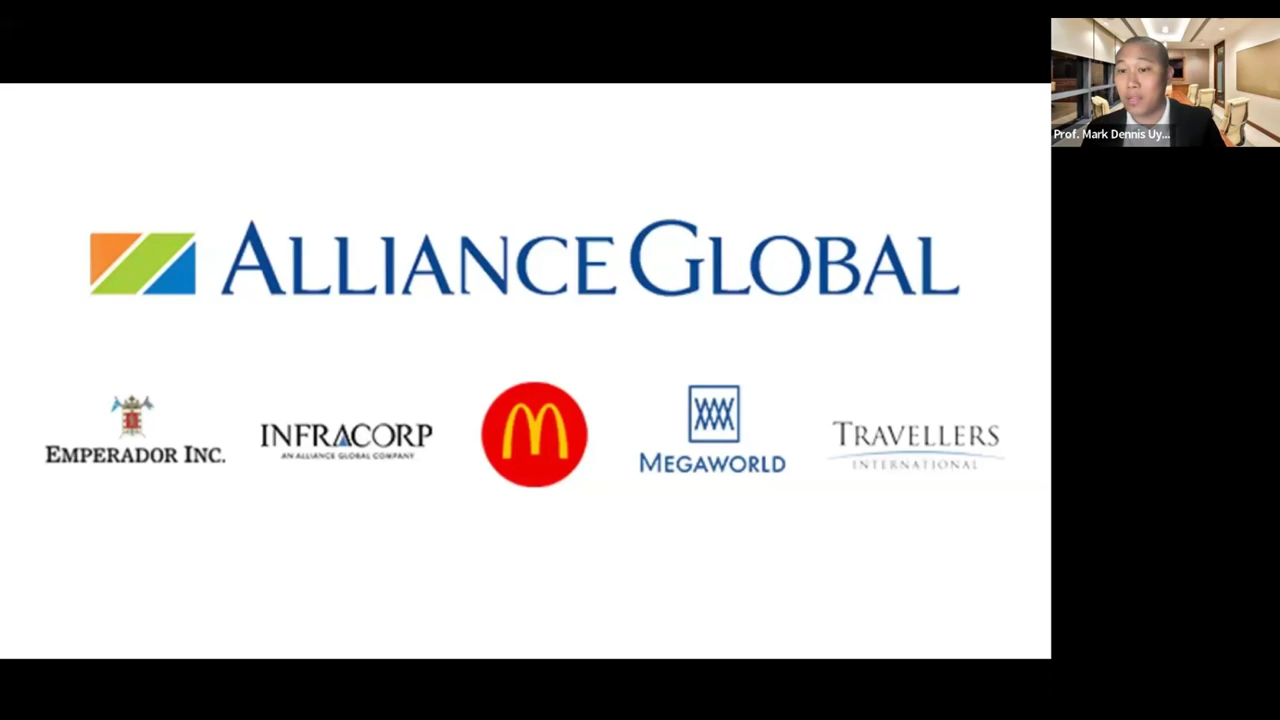 ALLIANCE GLOBAL
EMPERADOR INC.
INFRACORP
AN ALLIANCE GLOBAL COMPANY
MEGAWORLD
TRAVELLERS
INTERNATIONAL
Prof. Mark Dennis Uy...